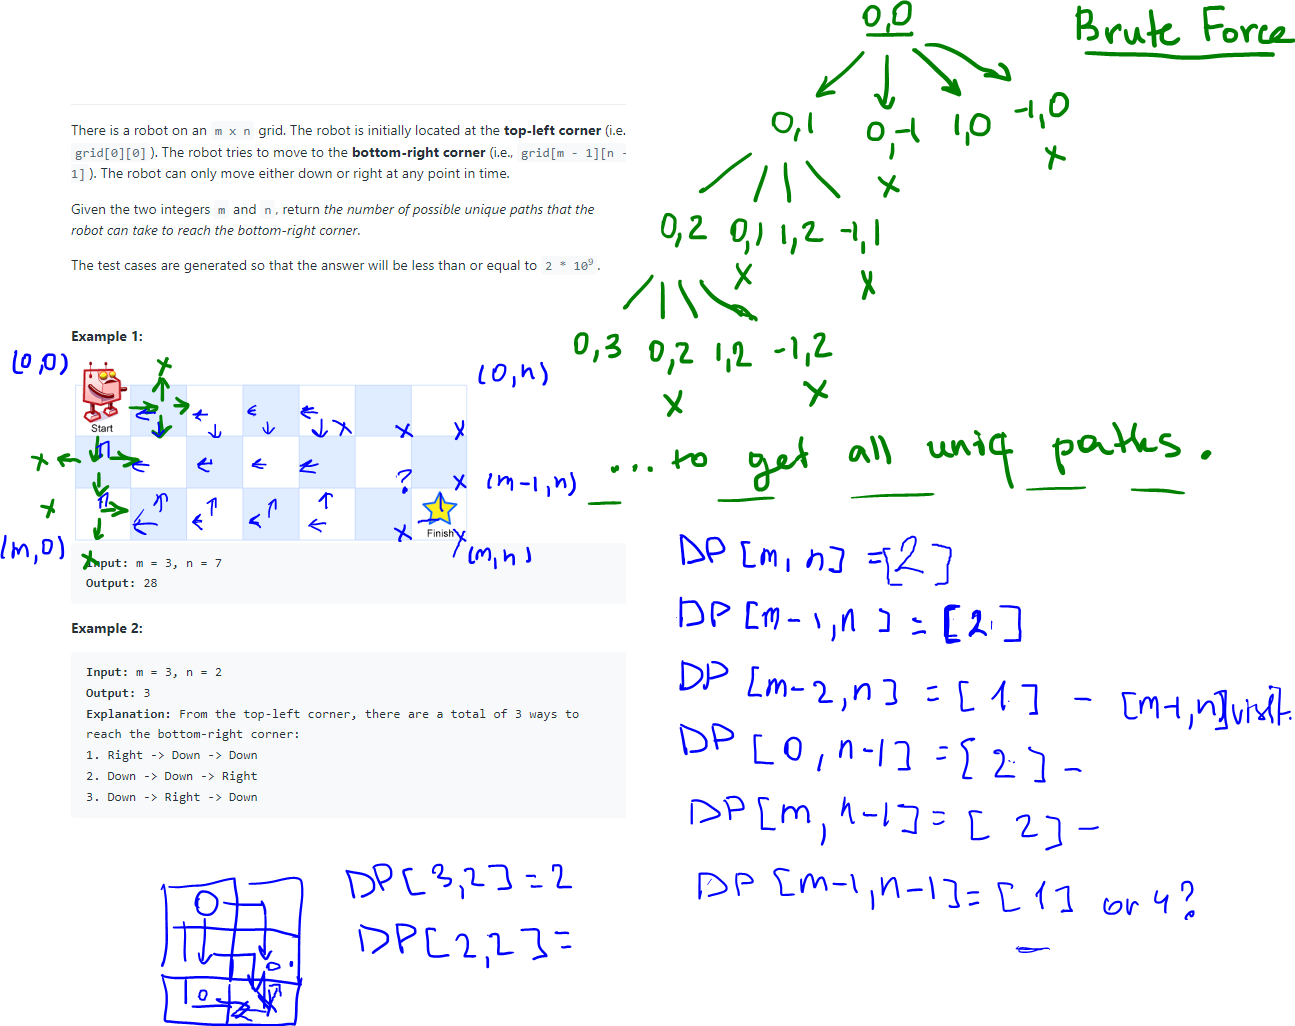 0,0
Brute Force
0,1
0,-1
1,0
-1,0
x
x
There is a robot on an m x n grid. The robot is initially located at the top-left corner (i.e.
grid[0][0] ). The robot tries to move to the bottom-right corner (i.e., grid[m - 1][n -
1] ). The robot can only move either down or right at any point in time.
Given the two integers m and n, return the number of possible unique paths that the
robot can take to reach the bottom-right corner.
The test cases are generated so that the answer will be less than or equal to 2 * 10⁹.
0,2 0,1 1,2 -1,1
x x
0,3 0,2 1,2 -1,2
x x
... to get all uniq paths.
Example 1:
(0,0)
x
(0,n)
Start
x x x
x
? x (m-1,n)
x
x
Finish
(m,0)
x
(m,n)
Input: m = 3, n = 7
Output: 28
Example 2:
Input: m = 3, n = 2
Output: 3
Explanation: From the top-left corner, there are a total of 3 ways to
reach the bottom-right corner:
1. Right -> Down -> Down
2. Down -> Down -> Right
3. Down -> Right -> Down
DP [m, n] = [2]
DP [m-1,n ] = [2]
DP [m-2,n] = [1] - [m-1,n]visit.
DP [0,n-1] = [2] -
DP [m, n-1] = [ 2] -
DP [m-1,n-1]= [1] or 4?
DP[3,2]=2
DP[2,2]=